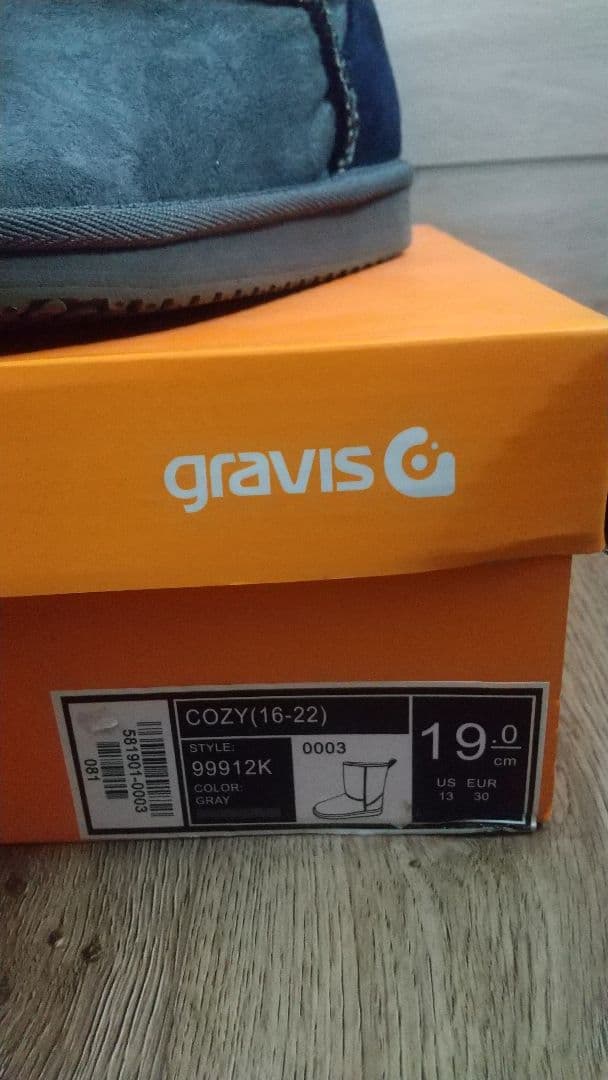 gravis
COZY(16-22)
STYLE:
99912K
COLOR:
GRAY
0003
19.0
cm
US EUR
13 30
581901-0003
081